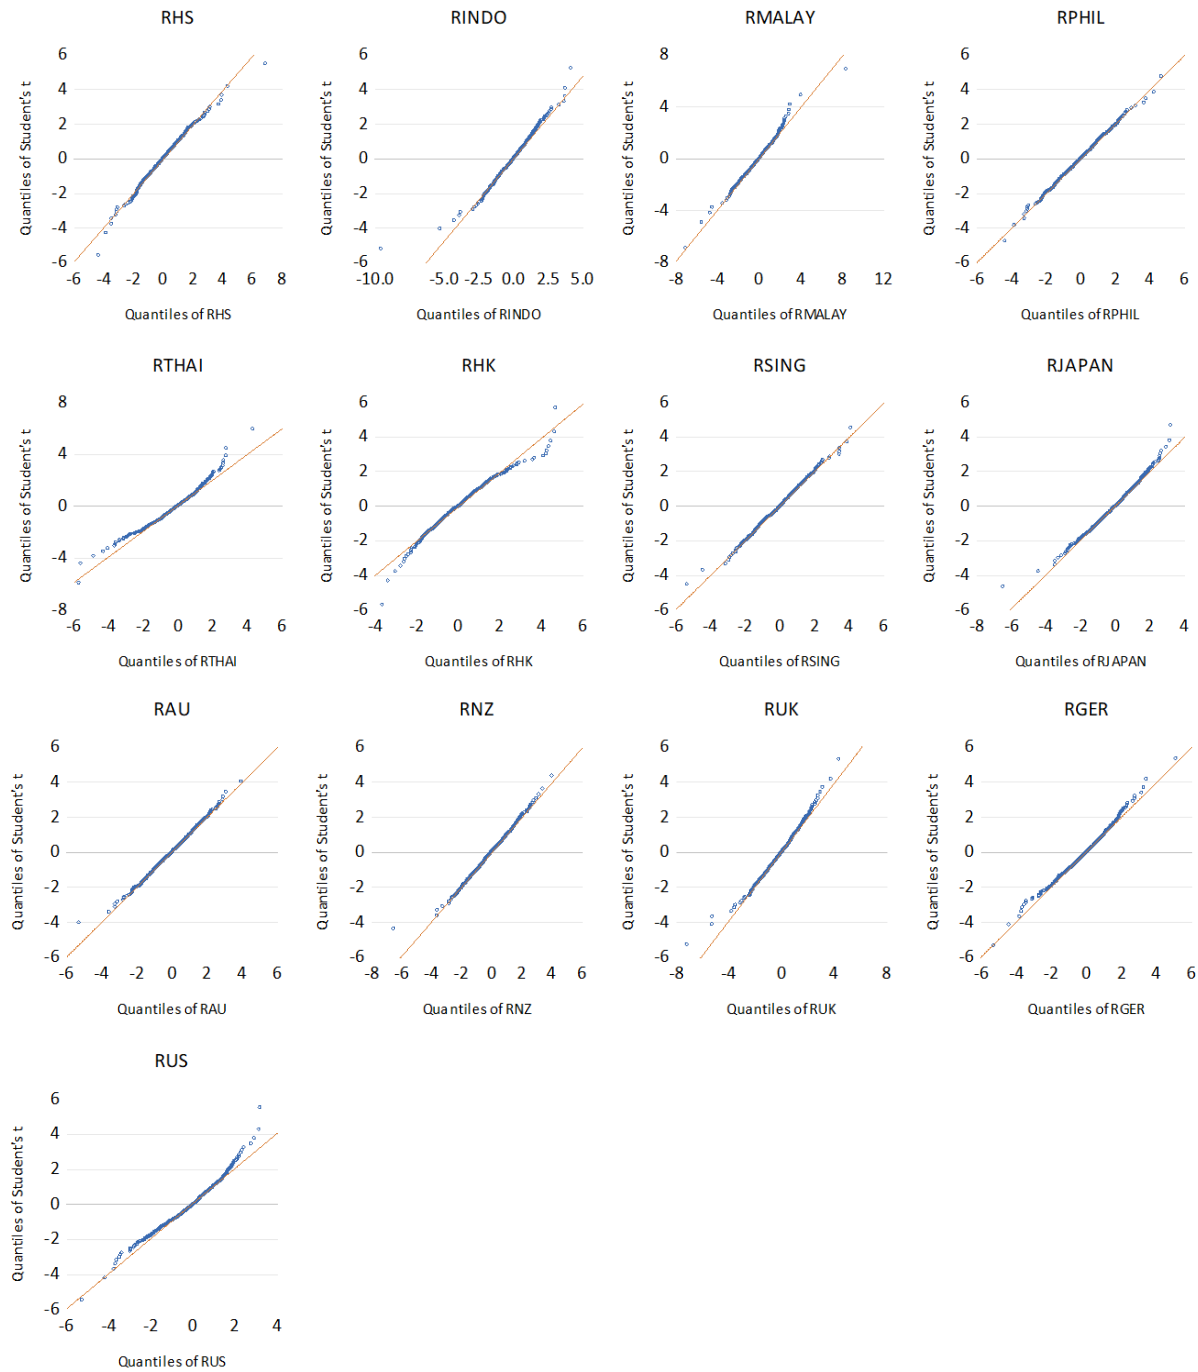 RHS RINDO RMALAY RPHIL
Quantiles of Student's t
6
4
2
0
-2
-4
-6
-6 -4 -2 0 2 4 6 8
Quantiles of RHS
Quantiles of Student's t
6
4
2
0
-2
-4
-6
-10.0 -5.0 -2.5 0.0 2.5 5.0
Quantiles of RINDO
Quantiles of Student's t
8
4
0
-4
-8
-8 -4 0 4 8 12
Quantiles of RMALAY
Quantiles of Student's t
6
4
2
0
-2
-4
-6
-6 -4 -2 0 2 4 6
Quantiles of RPHIL
RTHAI RHK RSING RJAPAN
Quantiles of Student's t
8
4
0
-4
-8
-6 -4 -2 0 2 4 6
Quantiles of RTHAI
Quantiles of Student's t
6
4
2
0
-2
-4
-6
-4 -2 0 2 4 6
Quantiles of RHK
Quantiles of Student's t
6
4
2
0
-2
-4
-6
-6 -4 -2 0 2 4 6
Quantiles of RSING
Quantiles of Student's t
6
4
2
0
-2
-4
-6
-8 -6 -4 -2 0 2 4
Quantiles of RJAPAN
RAU RNZ RUK RGER
Quantiles of Student's t
6
4
2
0
-2
-4
-6
-6 -4 -2 0 2 4 6
Quantiles of RAU
Quantiles of Student's t
6
4
2
0
-2
-4
-6
-8 -6 -4 -2 0 2 4 6
Quantiles of RNZ
Quantiles of Student's t
6
4
2
0
-2
-4
-6
-8 -4 0 4 8
Quantiles of RUK
Quantiles of Student's t
6
4
2
0
-2
-4
-6
-6 -4 -2 0 2 4 6
Quantiles of RGER
RUS
Quantiles of Student's t
6
4
2
0
-2
-4
-6
-6 -4 -2 0 2 4
Quantiles of RUS